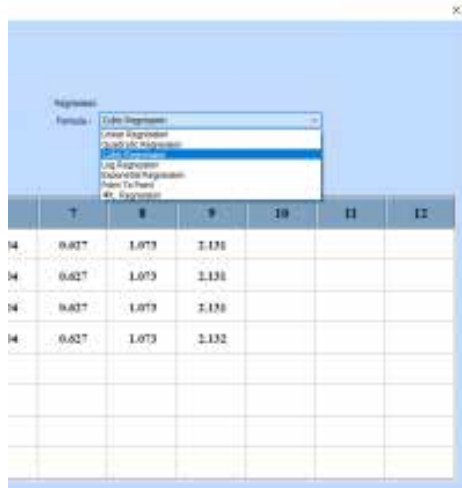 Regression
Formula : Cubic Regression
Linear Regression
Quadratic Regression
Cubic Regression
Log Regression
Exponential Regression
Point To Point
Regression
7 8 9 10 11 12
0.627 1.073 2.131
0.627 1.073 2.131
0.627 1.073 2.131
0.627 1.073 2.132